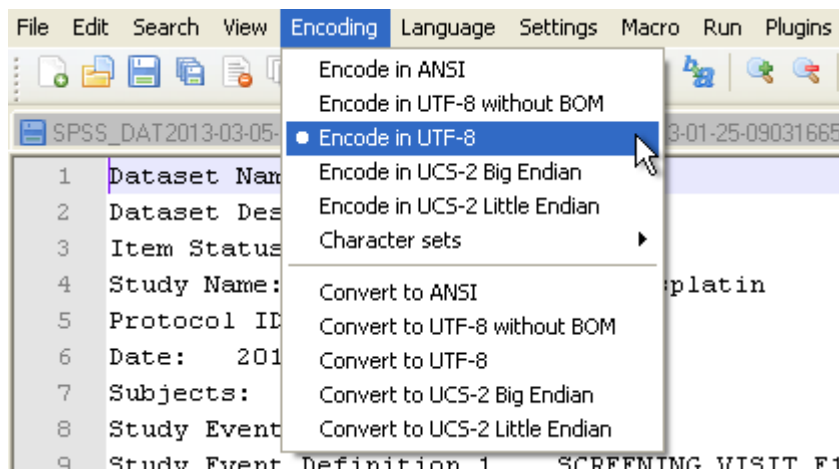 File Edit Search View Encoding Language Settings Macro Run Plugins
Encode in ANSI
Encode in UTF-8 without BOM
Encode in UTF-8
Encode in UCS-2 Big Endian
Encode in UCS-2 Little Endian
Character sets
Convert to ANSI
Convert to UTF-8 without BOM
Convert to UTF-8
Convert to UCS-2 Big Endian
Convert to UCS-2 Little Endian
SPSS_DAT2013-03-05- 3-01-25-09031665
1 Dataset Nam
2 Dataset Des
3 Item Status
4 Study Name: splatin
5 Protocol ID
6 Date: 201
7 Subjects:
8 Study Event
9 Study Event Definition 1 SCREENING VISIT